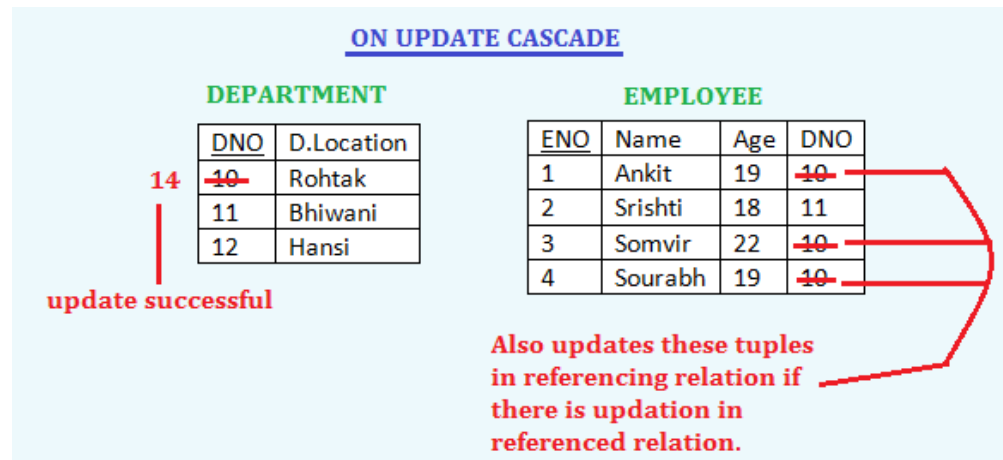 ON UPDATE CASCADE
DEPARTMENT
DNO D.Location
14 10 Rohtak
11 Bhiwani
12 Hansi
update successful
EMPLOYEE
ENO Name Age DNO
1 Ankit 19 10
2 Srishti 18 11
3 Somvir 22 10
4 Sourabh 19 10
Also updates these tuples
in referencing relation if
there is updation in
referenced relation.